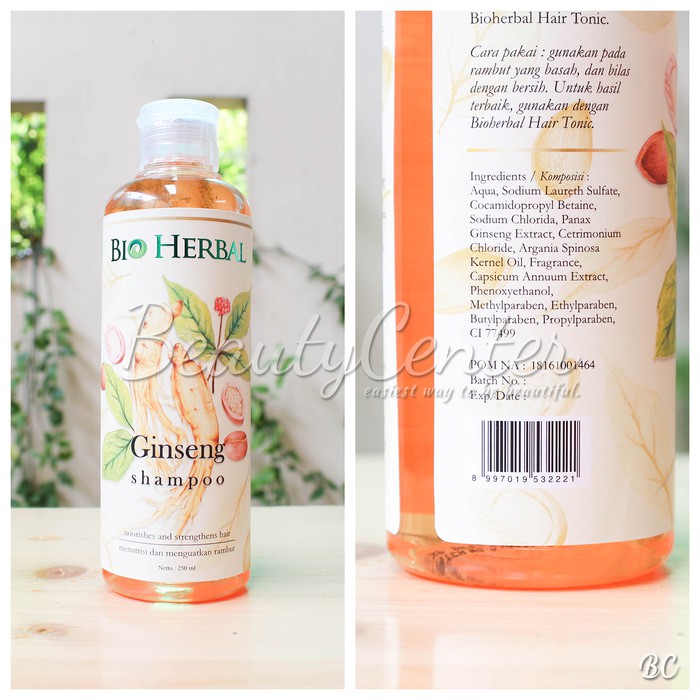 BIO HERBAL
Ginseng
shampoo
nourishes and strengthens hair
menutrisi dan menguatkan rambut
Netto : 250 ml
Bioherbal Hair Tonic.
Cara pakai : gunakan pada
rambut yang basah, dan bilas
dengan bersih. Untuk hasil
terbaik, gunakan dengan
Bioherbal Hair Tonic.
Ingredients / Komposisi :
Aqua, Sodium Laureth Sulfate,
Cocamidopropyl Betaine,
Sodium Chlorida, Panax
Ginseng Extract, Cetrimonium
Chloride, Argania Spinosa
Kernel Oil, Fragrance,
Capsicum Annuum Extract,
Phenoxyethanol,
Methylparaben, Ethylparaben,
Butylparaben, Propylparaben,
CI 77499
POM NA : 18161001464
Batch No. :
Exp. Date :
8 997019 532221
BeautyCenter
easiest way to be beautiful.
BC